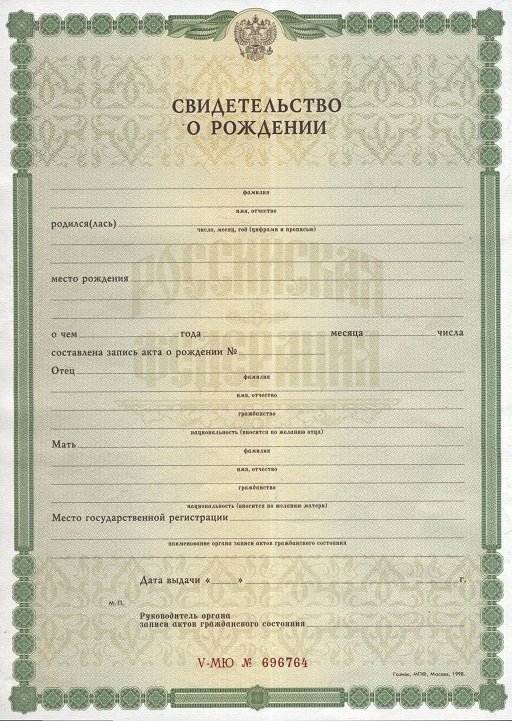 СВИДЕТЕЛЬСТВО
О РОЖДЕНИИ
фамилия
имя, отчество
родился(лась)
число, месяц, год (цифрами и прописью)
РОССИЙСКАЯ
место рождения
ФЕДЕРАЦИЯ
о чем года месяца числа
составлена запись акта о рождении №
Отец
фамилия
имя, отчество
гражданство
национальность (вносится по желанию отца)
Мать
фамилия
имя, отчество
гражданство
национальность (вносится по желанию матери)
Место государственной регистрации
наименование органа записи актов гражданского состояния
Дата выдачи « » г.
М.П.
Руководитель органа
записи актов гражданского состояния
V-МЮ № 696764
Гознак, МПФ, Москва, 1998.